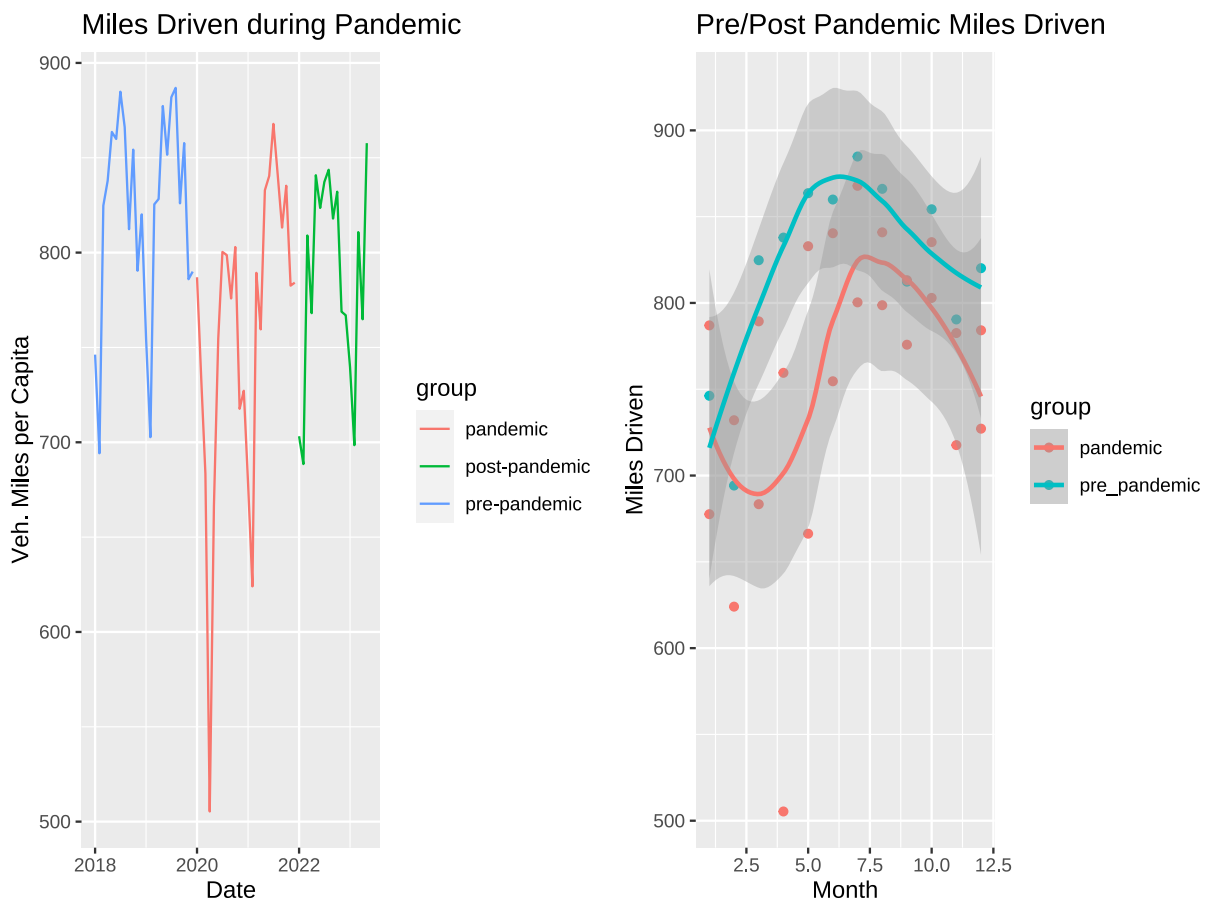 Miles Driven during Pandemic
900
800
700
600
500
Veh. Miles per Capita
2018
2020
2022
Date
group
pandemic
post-pandemic
pre-pandemic
Pre/Post Pandemic Miles Driven
900
800
700
600
500
Miles Driven
2.5
5.0
7.5
10.0
12.5
Month
group
pandemic
pre_pandemic